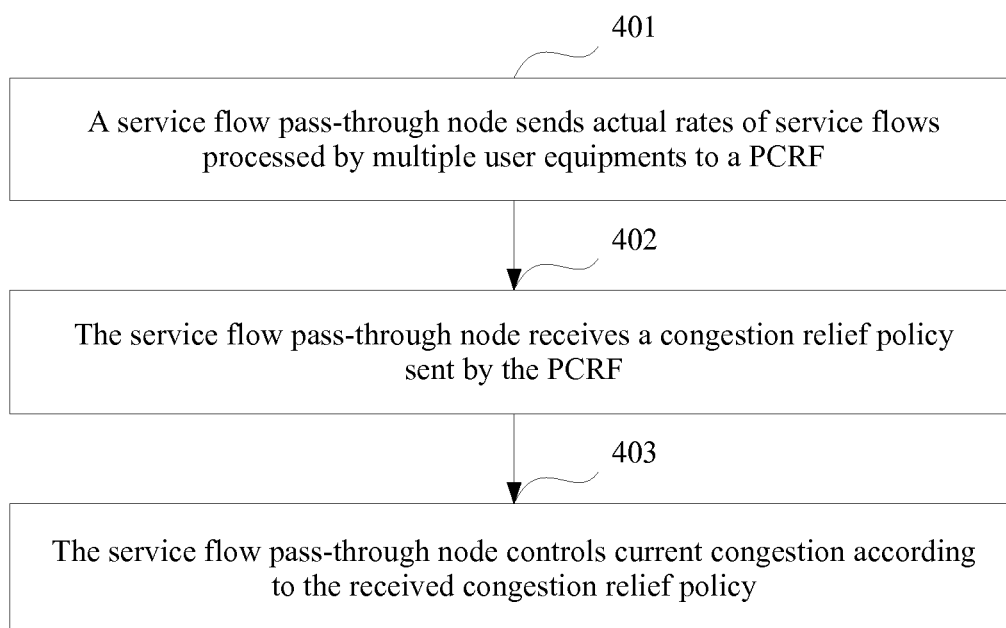 401
A service flow pass-through node sends actual rates of service flows
processed by multiple user equipments to a PCRF
402
The service flow pass-through node receives a congestion relief policy
sent by the PCRF
403
The service flow pass-through node controls current congestion according
to the received congestion relief policy